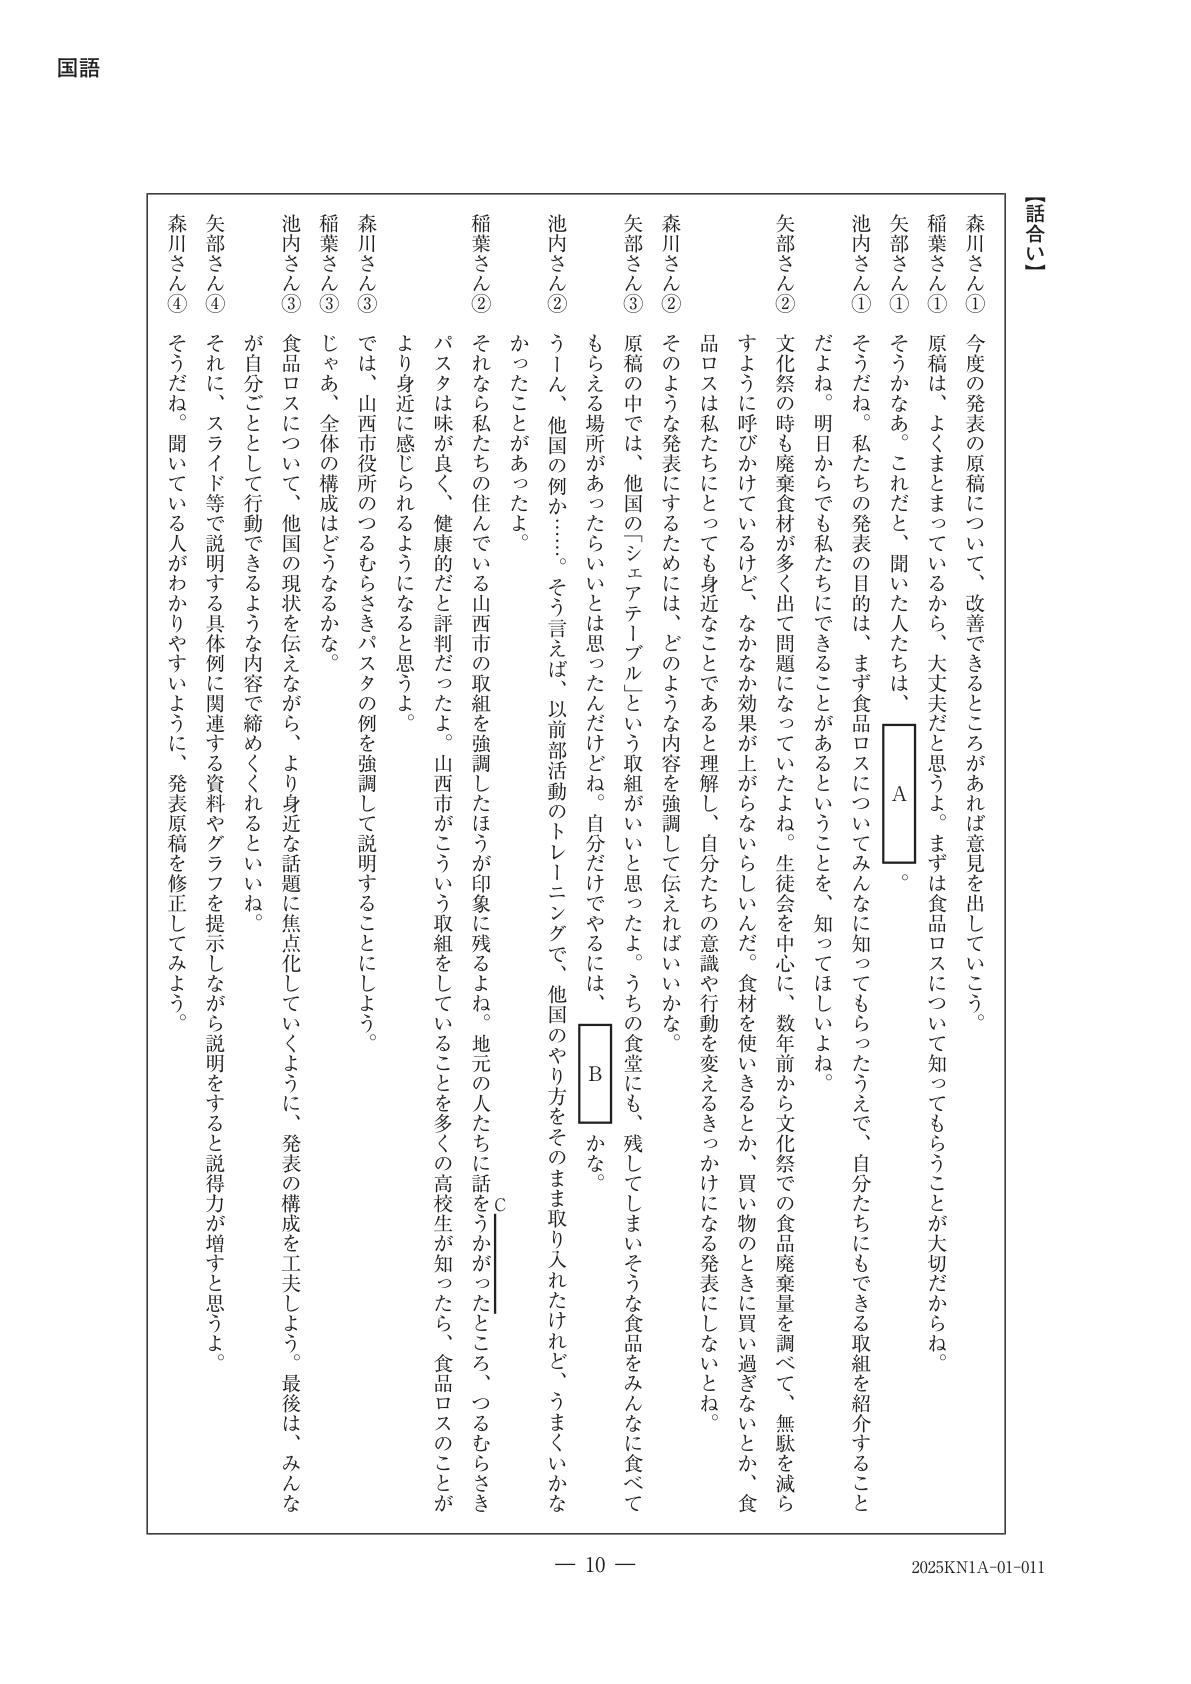 国語
【話合い】
森川さん① 今度の発表の原稿について、改善できるところがあれば意見を出していこう。
稲葉さん① 原稿は、よくまとまっているから、大丈夫だと思うよ。まずは食品ロスについて知ってもらうことが大切だからね。
矢部さん① そうかなあ。これだと、聞いた人たちは、 A 。
池内さん① そうだね。私たちの発表の目的は、まず食品ロスについてみんなに知ってもらったうえで、自分たちにもできる取組を紹介すること
だよね。明日からでも私たちにできることがあるということを、知ってほしいよね。
矢部さん② 文化祭の時も廃棄食材が多く出て問題になっていたよね。生徒会を中心に、数年前から文化祭での食品廃棄量を調べて、無駄を減ら
すように呼びかけているけど、なかなか効果が上がらないらしいんだ。食材を使いきるとか、買い物のときに買い過ぎないとか、食
品ロスは私たちにとっても身近なことであると理解し、自分たちの意識や行動を変えるきっかけになる発表にしないとね。
森川さん② そのような発表にするためには、どのような内容を強調して伝えればいいかな。
矢部さん③ 原稿の中では、他国の「シェアテーブル」という取組がいいと思ったよ。うちの食堂にも、残してしまいそうな食品をみんなに食べて
もらえる場所があったらいいとは思ったんだけどね。自分だけでやるには、 B かな。
池内さん② うーん、他国の例か……。そう言えば、以前部活動のトレーニングで、他国のやり方をそのまま取り入れたけれど、うまくいかな
かったことがあったよ。
稲葉さん② それなら私たちの住んでいる山西市の取組を強調したほうが印象に残るよね。地元の人たちに話をCうかがったところ、つるむらさき
パスタは味が良く、健康的だと評判だったよ。山西市がこういう取組をしていることを多くの高校生が知ったら、食品ロスのことが
より身近に感じられるようになると思うよ。
森川さん③ では、山西市役所のつるむらさきパスタの例を強調して説明することにしよう。
稲葉さん③ じゃあ、全体の構成はどうなるかな。
池内さん③ 食品ロスについて、他国の現状を伝えながら、より身近な話題に焦点化していくように、発表の構成を工夫しよう。最後は、みんな
が自分ごととして行動できるような内容で締めくくれるといいね。
矢部さん④ それに、スライド等で説明する具体例に関連する資料やグラフを提示しながら説明をすると説得力が増すと思うよ。
森川さん④ そうだね。聞いている人がわかりやすいように、発表原稿を修正してみよう。
— 10 —
2025KN1A-01-011